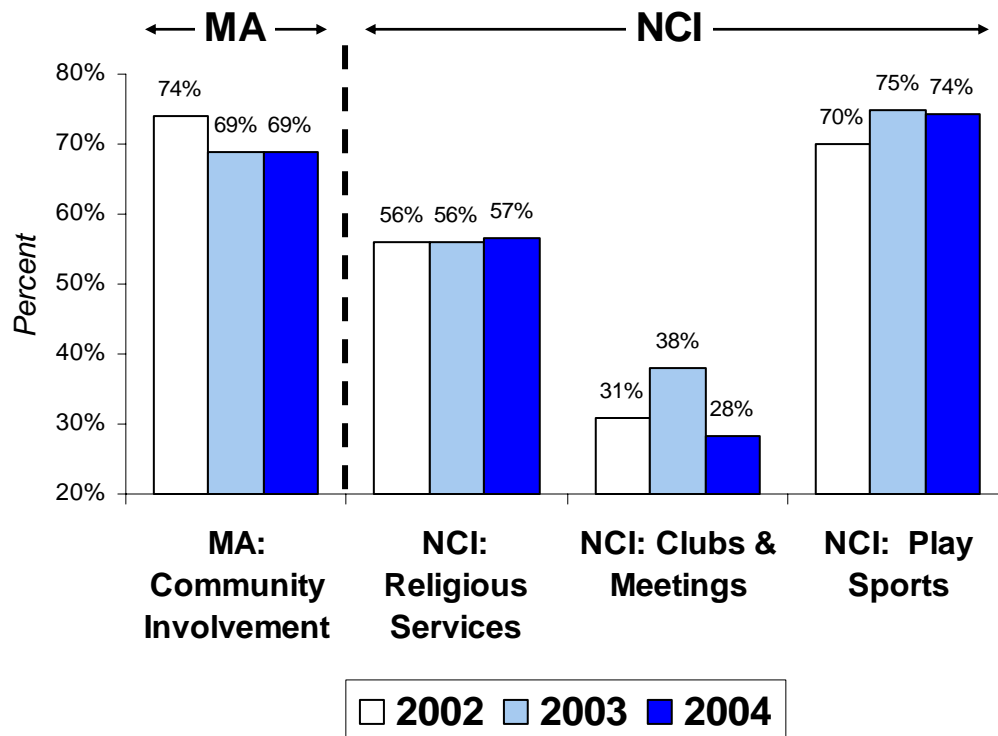 MA NCI
80%
70%
60%
50%
40%
30%
20%
Percent
74%
69% 69%
56% 56% 57%
31% 38% 28%
70% 75% 74%
MA:
Community
Involvement
NCI:
Religious
Services
NCI: Clubs &
Meetings
NCI: Play
Sports
2002 2003 2004